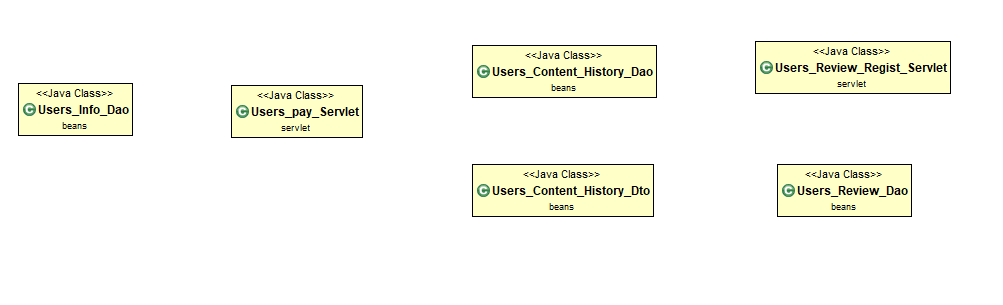 <<Java Class>>
Users_Info_Dao
beans
<<Java Class>>
Users_pay_Servlet
servlet
<<Java Class>>
Users_Content_History_Dao
beans
<<Java Class>>
Users_Review_Regist_Servlet
servlet
<<Java Class>>
Users_Content_History_Dto
beans
<<Java Class>>
Users_Review_Dao
beans